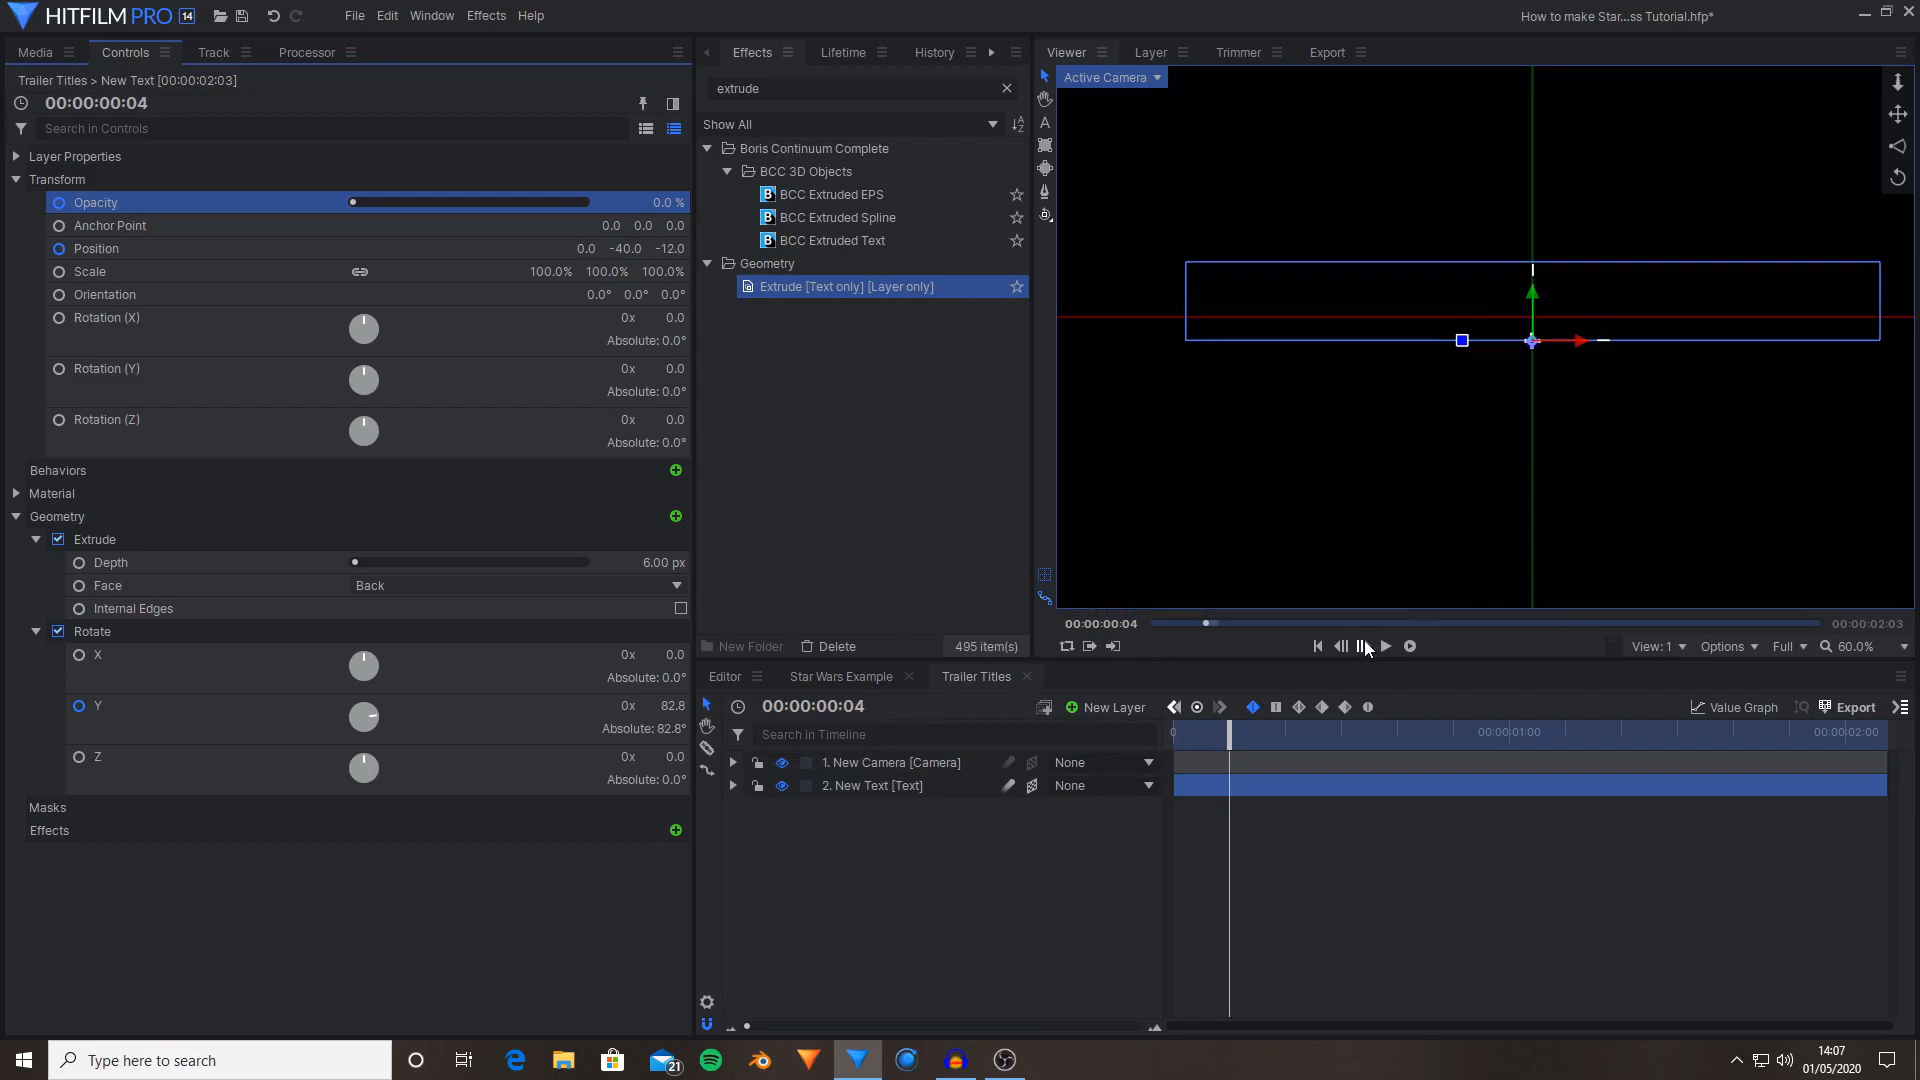 HITFILM PRO 14
File Edit Window Effects Help
How to make Star...ss Tutorial.hfp*
Media Controls Track Processor
Effects Lifetime History
Viewer Layer Trimmer Export
Trailer Titles > New Text [00:00:02:03]
00:00:00:04
Search in Controls
Layer Properties
Transform
Opacity 0.0 %
Anchor Point 0.0 0.0 0.0
Position 0.0 -40.0 -12.0
Scale 100.0% 100.0% 100.0%
Orientation 0.0° 0.0° 0.0°
Rotation (X) 0x 0.0
Absolute: 0.0°
Rotation (Y) 0x 0.0
Absolute: 0.0°
Rotation (Z) 0x 0.0
Absolute: 0.0°
Behaviors
Material
Geometry
Extrude
Depth 6.00 px
Face Back
Internal Edges
Rotate
X 0x 0.0
Absolute: 0.0°
Y 0x 82.8
Absolute: 82.8°
Z 0x 0.0
Absolute: 0.0°
Masks
Effects
extrude
Show All
Boris Continuum Complete
BCC 3D Objects
BCC Extruded EPS
BCC Extruded Spline
BCC Extruded Text
Geometry
Extrude [Text only] [Layer only]
New Folder Delete 495 item(s)
Active Camera
00:00:00:04 00:00:02:03
View: 1 Options Full 60.0%
Editor Star Wars Example Trailer Titles
00:00:00:04 New Layer Value Graph Export
Search in Timeline
0 00:00:01:00 00:00:02:00
1. New Camera [Camera] None
2. New Text [Text] None
Type here to search
21
14:07
01/05/2020